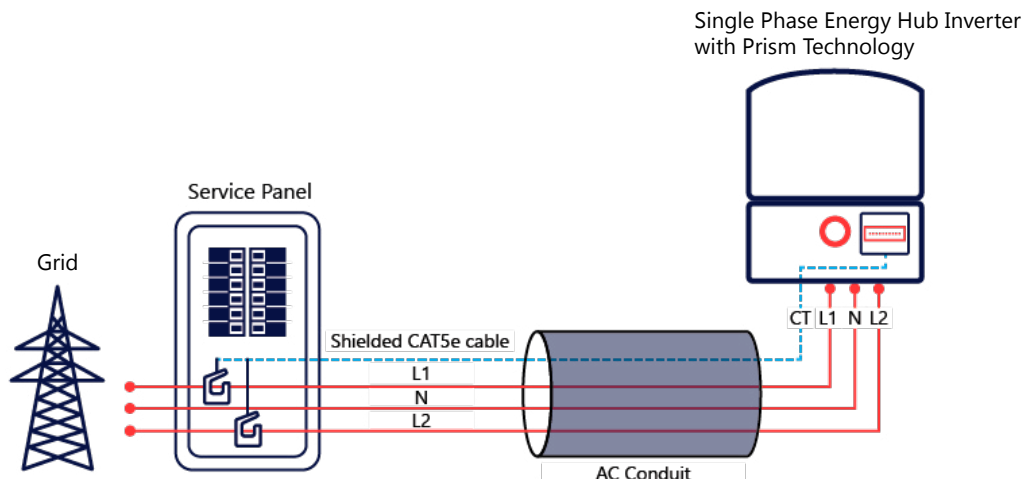 Single Phase Energy Hub Inverter
with Prism Technology
Service Panel
Grid
Shielded CAT5e cable
CT L1 N L2
L1
N
L2
AC Conduit